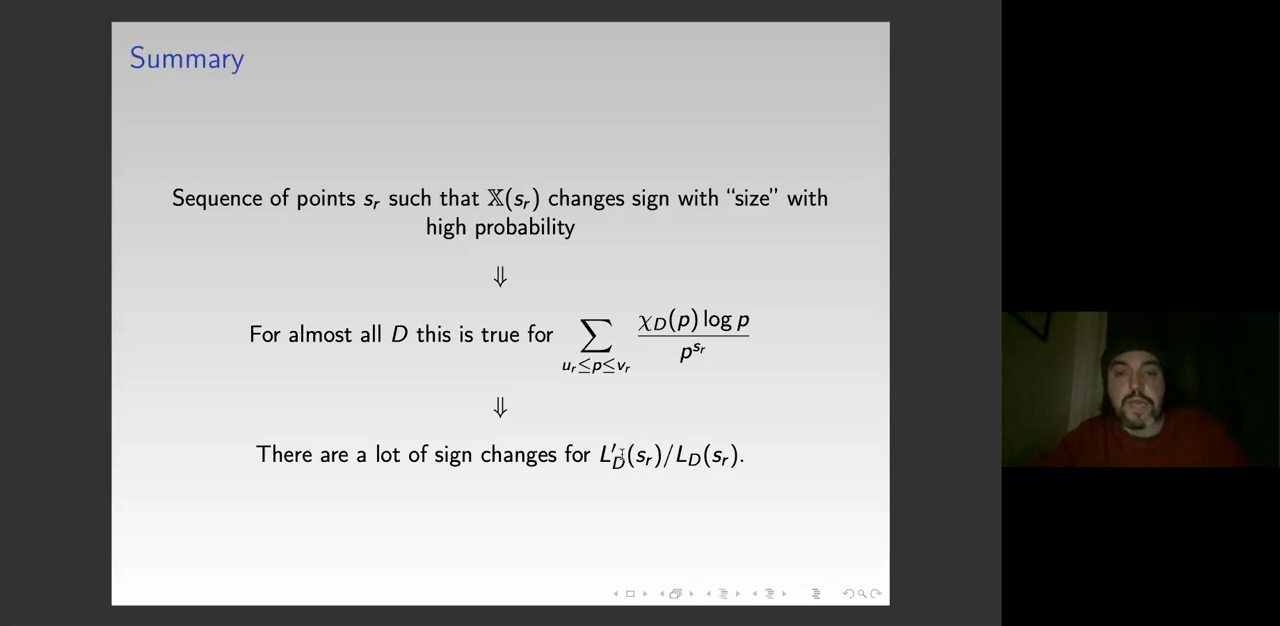 Summary
Sequence of points s_r such that 𝕏(s_r) changes sign with “size” with
high probability
⇓
For almost all D this is true for ∑_{u_r≤p≤v_r} χ_D(p) log p / p^{s_r}
⇓
There are a lot of sign changes for L′_D(s_r)/L_D(s_r).